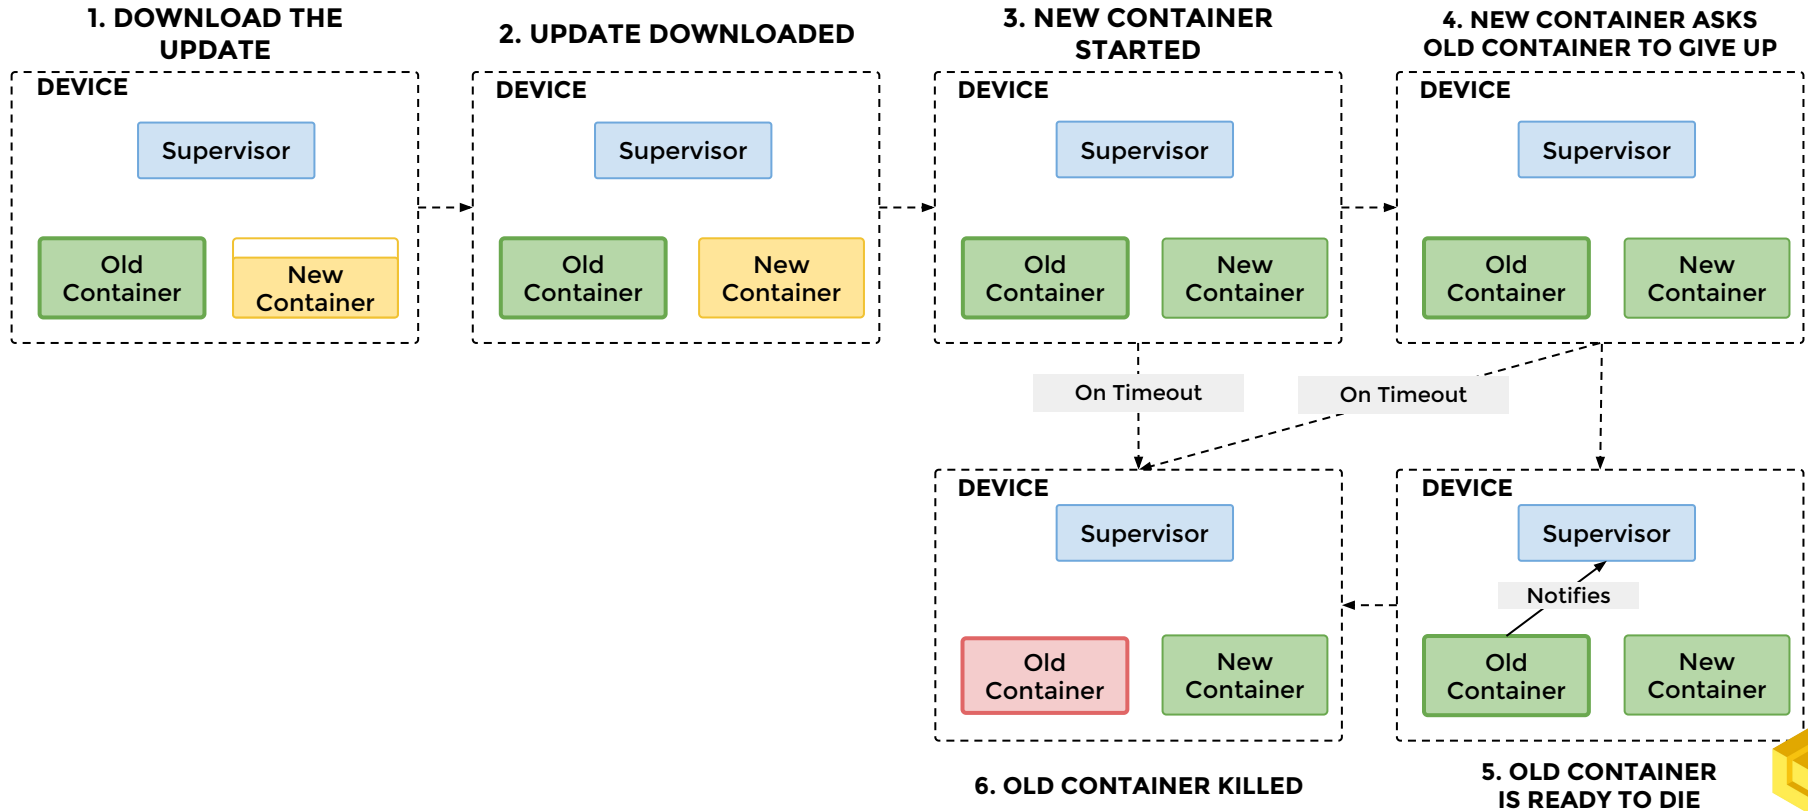 1. DOWNLOAD THE
UPDATE
2. UPDATE DOWNLOADED
3. NEW CONTAINER
STARTED
4. NEW CONTAINER ASKS
OLD CONTAINER TO GIVE UP
DEVICE
Supervisor
Old
Container
New
Container
DEVICE
Supervisor
Old
Container
New
Container
DEVICE
Supervisor
Old
Container
New
Container
DEVICE
Supervisor
Old
Container
New
Container
On Timeout
On Timeout
DEVICE
Supervisor
Old
Container
New
Container
6. OLD CONTAINER KILLED
DEVICE
Supervisor
Notifies
Old
Container
New
Container
5. OLD CONTAINER
IS READY TO DIE